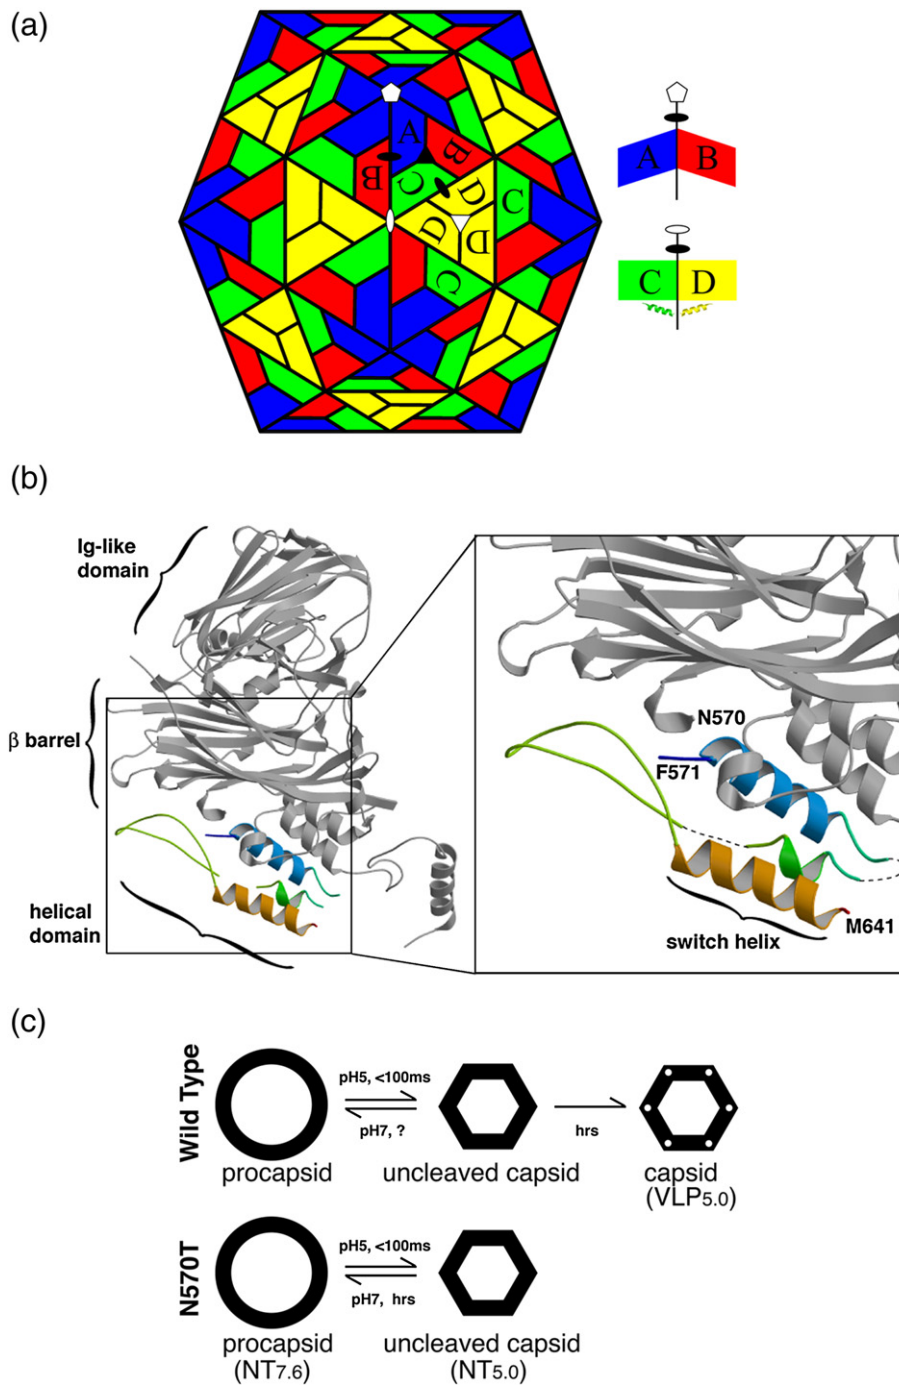 (a)
A
B
B
C
D
C
D
D
C
A B
C D
(b)
Ig-like
domain
β barrel
helical
domain
N570
F571
M641
switch helix
(c)
Wild Type
pH5, <100ms
pH7, ?
hrs
procapsid
uncleaved capsid
capsid
(VLP5.0)
N570T
pH5, <100ms
pH7, hrs
procapsid
(NT7.6)
uncleaved capsid
(NT5.0)